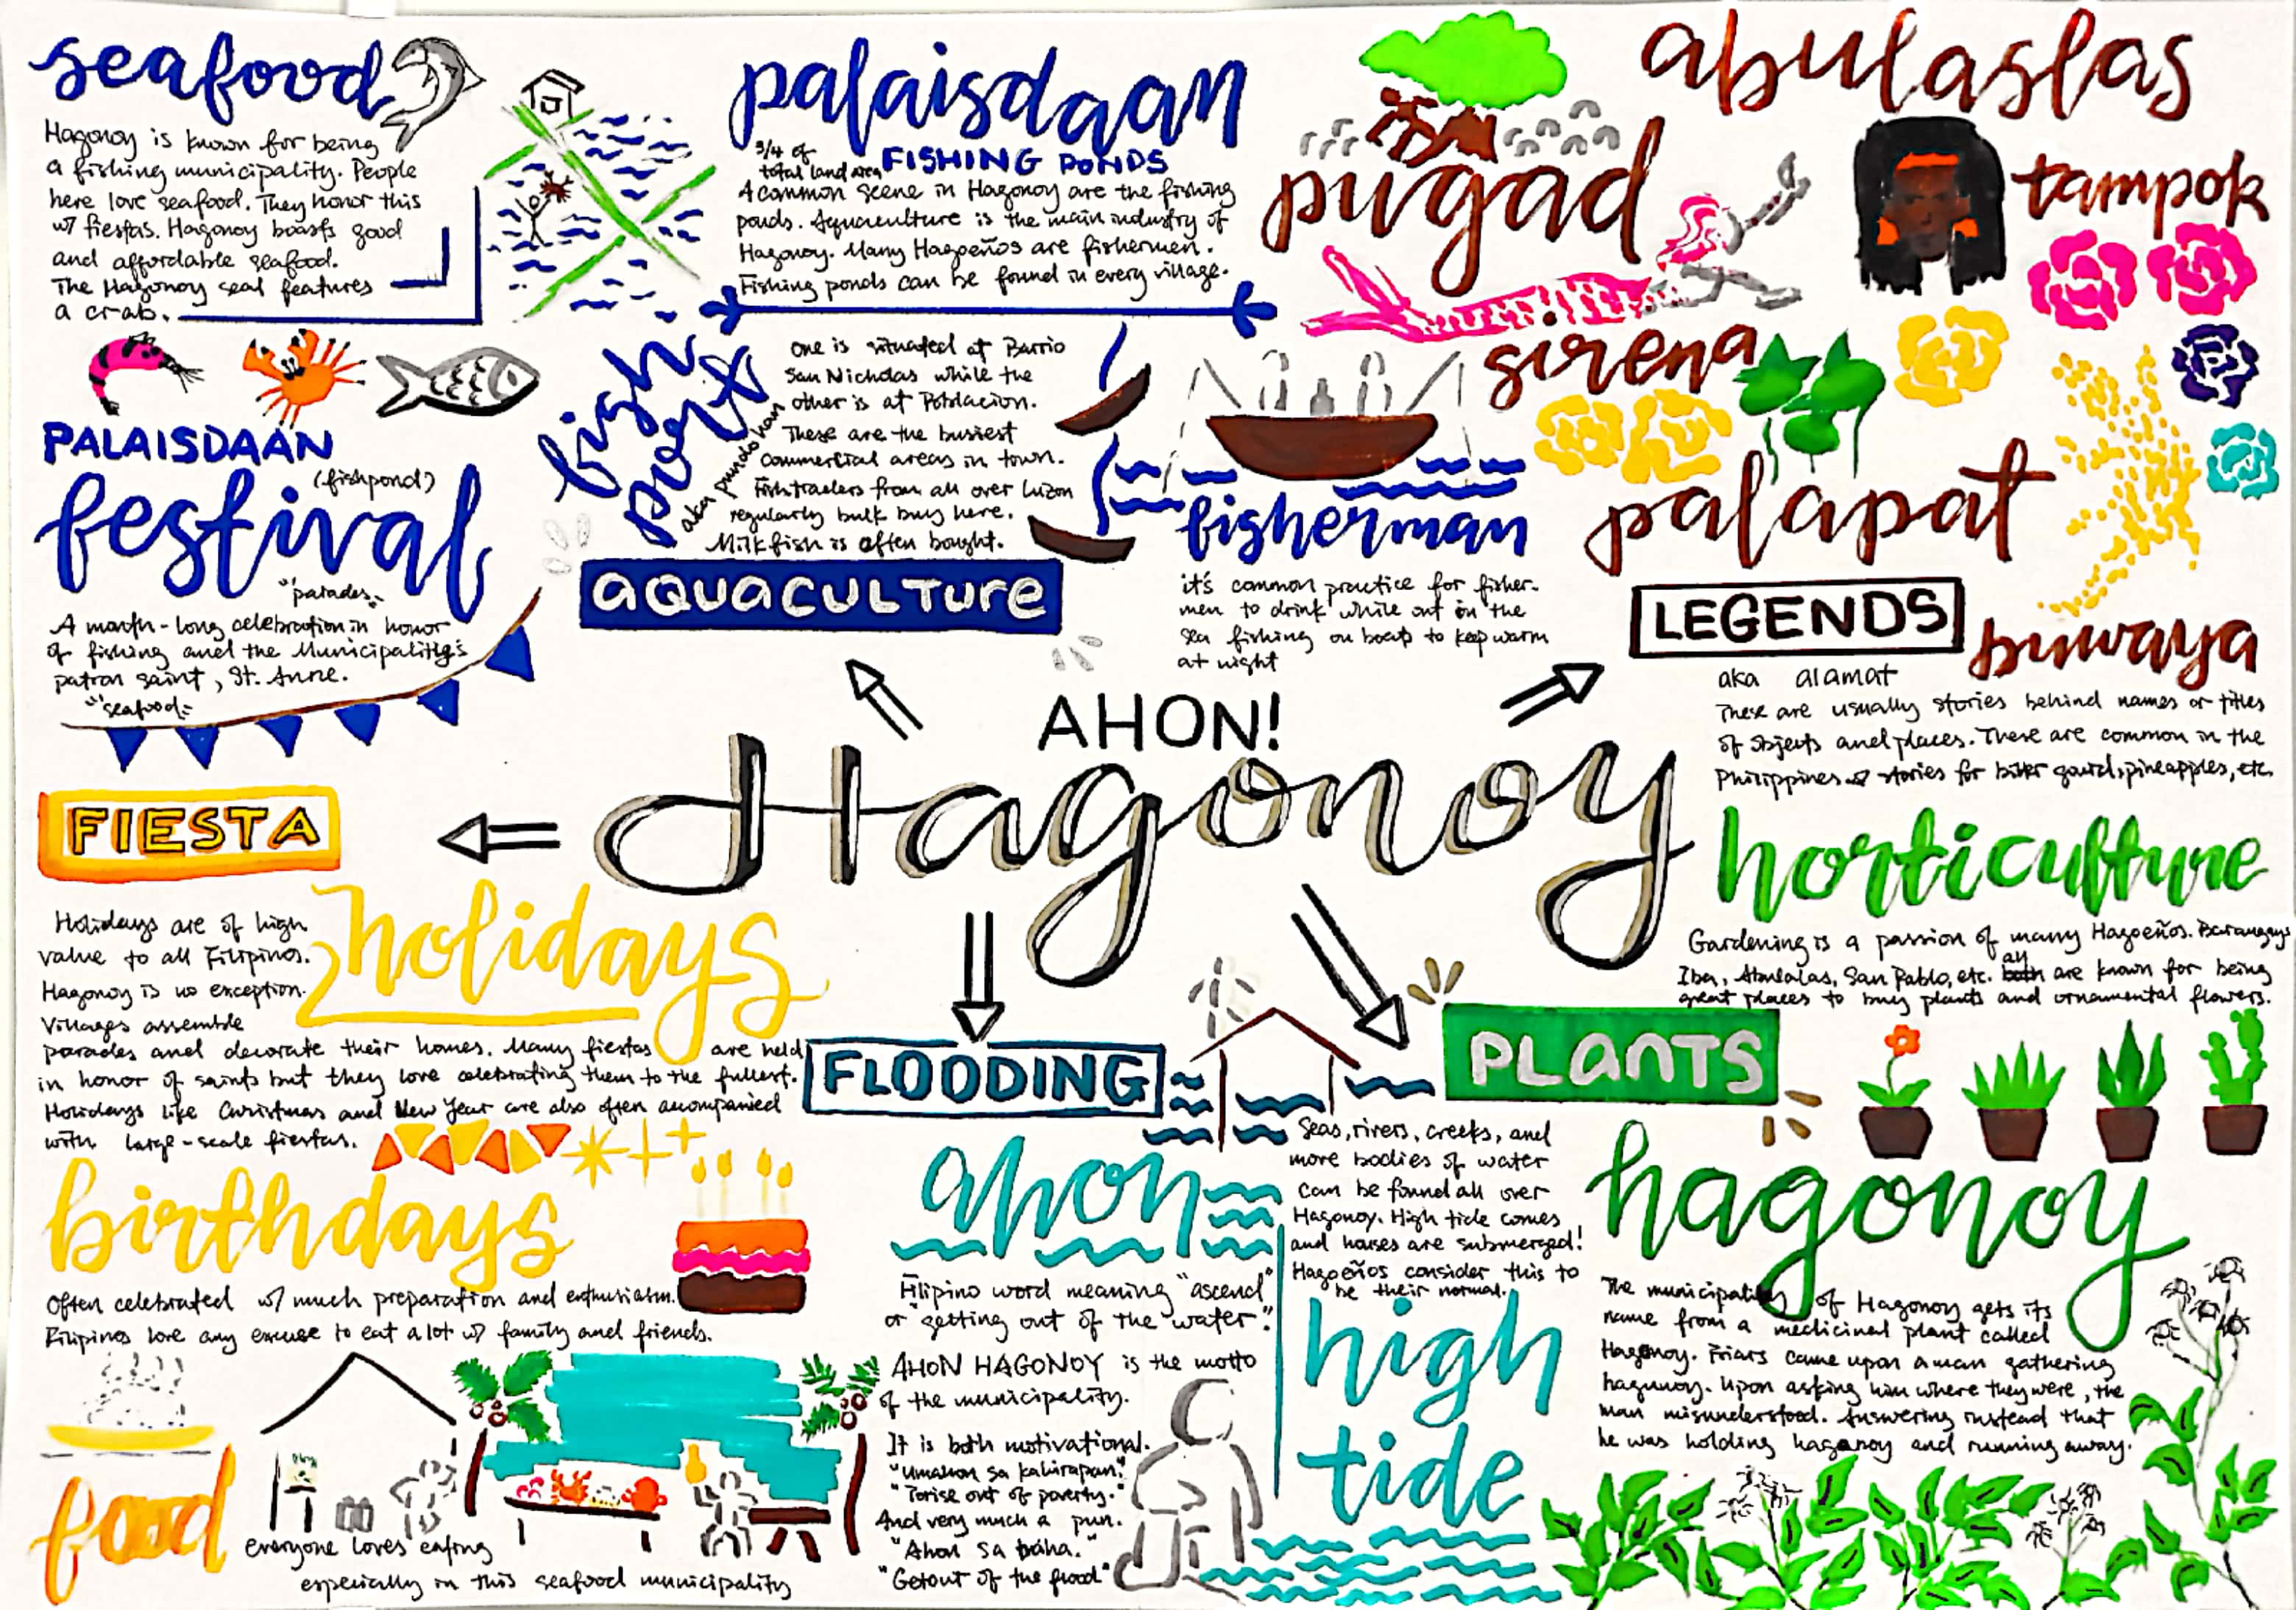 seafood
Hagonoy is known for being
a fishing municipality. People
here love seafood. They honor this
w/ fiestas. Hagonoy boasts good
and affordable seafood.
The Hagonoy seal features
a crab.
palaisdaan
3/4 of
total land area
FISHING PONDS
A common scene in Hagonoy are the fishing
ponds. Aquaculture is the main industry of
Hagonoy. Many Hagoeños are fishermen.
Fishing ponds can be found in every village.
pugad
abulaslas
tampok
sirena
palapat
buwaya
LEGENDS
aka alamat
These are usually stories behind names or titles
of objects and places. These are common in the
Philippines w/ stories for bitter gourds, pineapples, etc.
PALAISDAAN
(fishpond)
festival
"parades"
A month-long celebration in honor
of fishing and the Municipality's
patron saint, St. Anne.
"seafood"
fish
port
aka punduhan
One is situated at Barrio
San Nicholas while the
other is at Poblacion.
These are the busiest
commercial areas in town.
Fishtraders from all over Luzon
regularly bulk buy here.
Milkfish is often bought.
AQUACULTURE
fisherman
it's common practice for fisher-
men to drink while out on the
sea fishing on boats to keep warm
at night
AHON!
Hagonoy
FIESTA
holidays
Holidays are of high
value to all Filipinos.
Hagonoy is no exception.
Villages assemble
parades and decorate their homes. Many fiestas are held
in honor of saints but they love celebrating them to the fullest.
Holidays like Christmas and New Year are also often acompanied
with large-scale fiestas.
birthdays
Often celebrated w/ much preparation and enthusiasm.
Filipinos love any excuse to eat a lot w/ family and friends.
food
everyone loves eating
especially in this seafood municipality
FLOODING
ahon
Filipino word meaning "ascend"
or "getting out of the water."
AHON HAGONOY is the motto
of the municipality.
It is both motivational.
"Umahon sa kahirapan."
"To rise out of poverty."
And very much a pun.
"Ahon sa baha."
"Get out of the flood"
Seas, rivers, creeks, and
more bodies of water
can be found all over
Hagonoy. High tide comes
and houses are submerged!
Hagoeños consider this to
be their normal.
high
tide
horticulture
Gardening is a passion of many Hagoeños. Barangays
Iba, Abulalas, San Pablo, etc. all are known for being
great places to buy plants and ornamental flowers.
PLANTS
hagonoy
The municipality of Hagonoy gets its
name from a medicinal plant called
Hagonoy. Friars came upon a man gathering
hagunoy. Upon asking him where they were, the
man misunderstood. Answering instead that
he was holding hagonoy and running away.